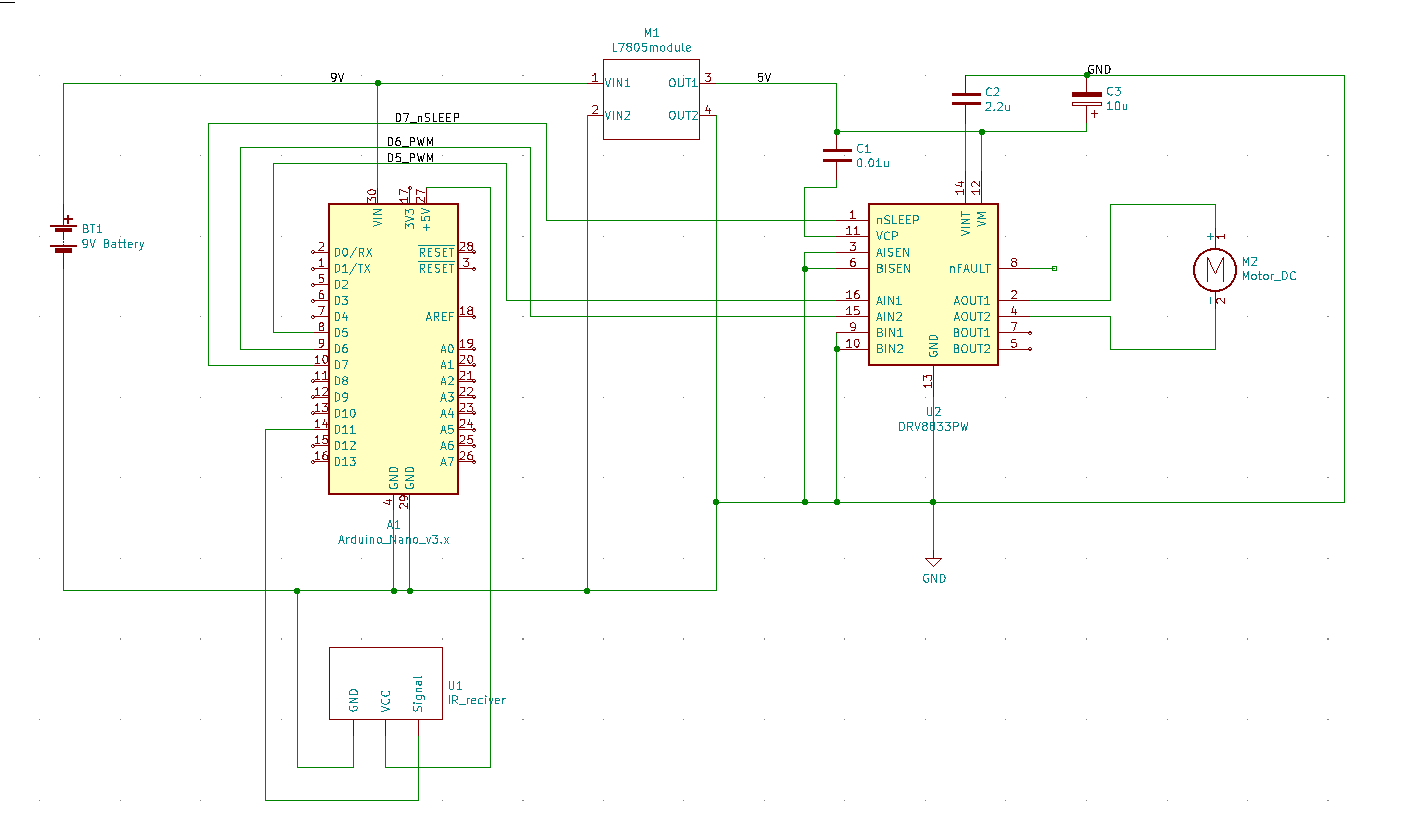 M1
L7805module
9V
1 VIN1 OUT1 3
5V
2 VIN2 OUT2 4
D7_nSLEEP
D6_PWM
D5_PWM
GND
C2
2.2u
C3
10u
+
C1
0.01u
BT1
9V Battery
+
30 17 27
VIN 3V3 +5V
2 D0/RX RESET 28
1 D1/TX RESET 3
5 D2
6 D3
7 D4 AREF 18
8 D5
9 D6 A0 19
10 D7 A1 20
11 D8 A2 21
12 D9 A3 22
13 D10 A4 23
14 D11 A5 24
15 D12 A6 25
16 D13 A7 26
GND GND
4 29
A1
Arduino_Nano_v3.x
14 12
VINT VM
1 nSLEEP
11 VCP
3 AISEN
6 BISEN nFAULT 8
16 AIN1 AOUT1 2
15 AIN2 AOUT2 4
9 BIN1 BOUT1 7
10 BIN2 BOUT2 5
GND
13
U2
DRV8833PW
GND
+ 1
M
M2
Motor_DC
- 2
GND VCC Signal
U1
IR_reciver